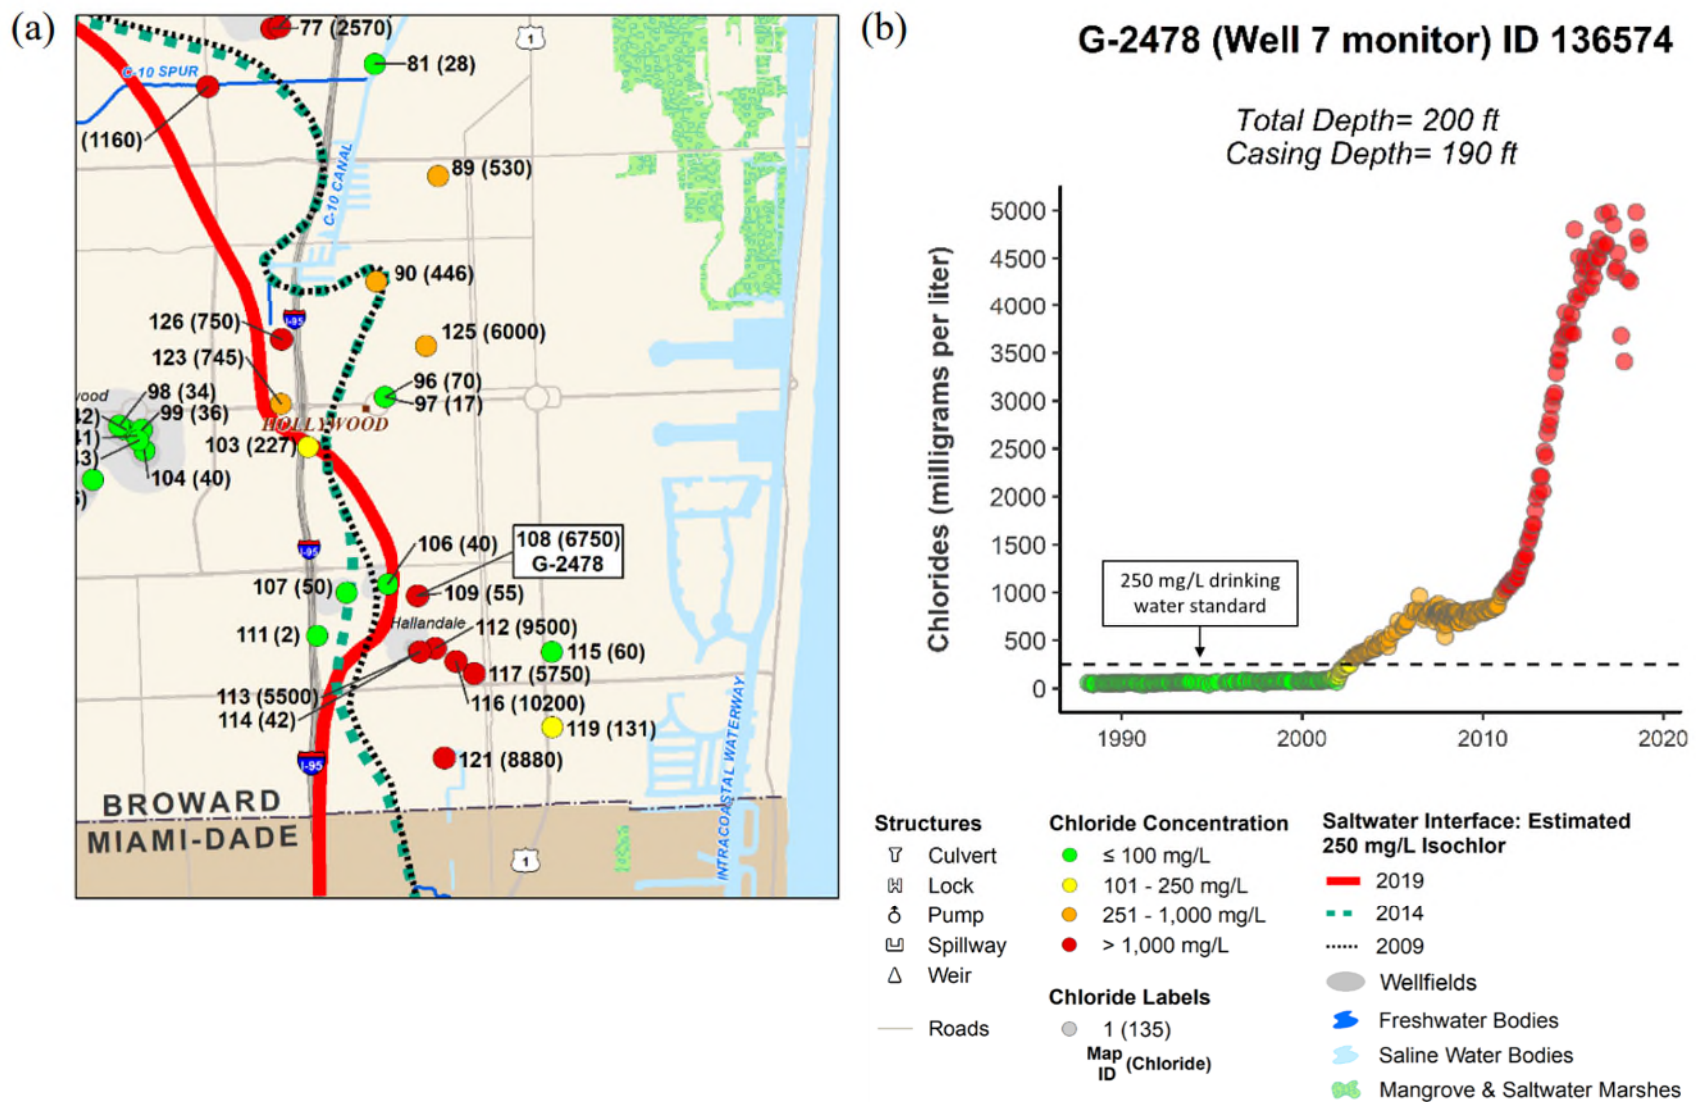 (a)
77 (2570)
1
81 (28)
C-10 SPUR
(1160)
89 (530)
C-10 CANAL
90 (446)
I-95
126 (750)
125 (6000)
123 (745)
96 (70)
97 (17)
wood
98 (34)
99 (36)
HOLLYWOOD
103 (227)
104 (40)
106 (40)
108 (6750)
G-2478
I-95
107 (50)
109 (55)
Hallandale
112 (9500)
111 (2)
115 (60)
117 (5750)
113 (5500)
116 (10200)
114 (42)
119 (131)
121 (8880)
I-95
INTRACOASTAL WATERWAY
BROWARD
MIAMI-DADE
1
(b)
G-2478 (Well 7 monitor) ID 136574
Total Depth= 200 ft
Casing Depth= 190 ft
Chlorides (milligrams per liter)
5000
4500
4000
3500
3000
2500
2000
1500
1000
500
0
250 mg/L drinking
water standard
1990 2000 2010 2020
Structures
Culvert
Lock
Pump
Spillway
Weir
Roads
Chloride Concentration
≤ 100 mg/L
101 - 250 mg/L
251 - 1,000 mg/L
> 1,000 mg/L
Chloride Labels
1 (135)
Map (Chloride)
ID
Saltwater Interface: Estimated
250 mg/L Isochlor
2019
2014
2009
Wellfields
Freshwater Bodies
Saline Water Bodies
Mangrove & Saltwater Marshes